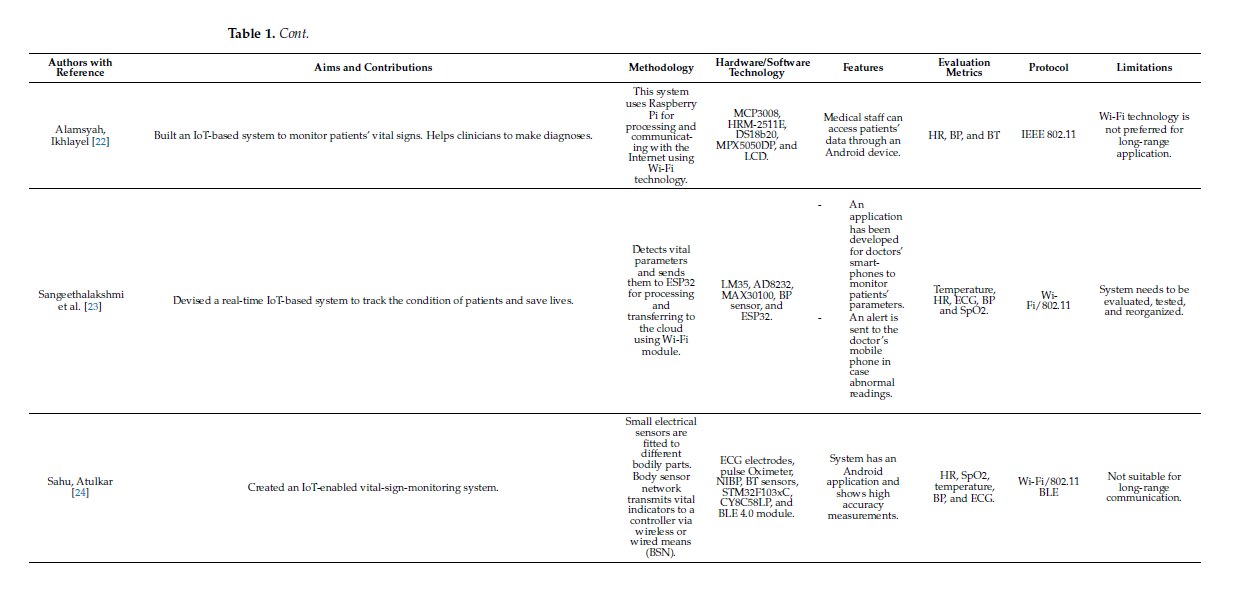 Table 1. Cont.
Authors with
Reference
Aims and Contributions
Methodology
Hardware/Software
Technology
Features
Evaluation
Metrics
Protocol
Limitations
Alamsyah,
Ikhlayel [22]
Built an IoT-based system to monitor patients' vital signs. Helps clinicians to make diagnoses.
This system
uses Raspberry
Pi for
processing and
communicat-
ing with the
Internet using
Wi-Fi
technology.
MCP3008,
HRM-2511E,
DS18b20,
MPX5050DP, and
LCD.
Medical staff can
access patients'
data through an
Android device.
HR, BP, and BT
IEEE 802.11
Wi-Fi technology is
not preferred for
long-range
application.
Sangeethalakshmi
et al. [23]
Devised a real-time IoT-based system to track the condition of patients and save lives.
Detects vital
parameters
and sends
them to ESP32
for processing
and
transferring to
the cloud
using Wi-Fi
module.
LM35, AD8232,
MAX30100, BP
sensor, and
ESP32.
- An
application
has been
developed
for doctors'
smart-
phones to
monitor
patients'
parameters.
- An alert is
sent to the
doctor's
mobile
phone in
case
abnormal
readings.
Temperature,
HR, ECG, BP
and SpO2.
Wi-
Fi/802.11
System needs to be
evaluated, tested,
and reorganized.
Sahu, Atulkar
[24]
Created an IoT-enabled vital-sign-monitoring system.
Small electrical
sensors are
fitted to
different
bodily parts.
Body sensor
network
transmits vital
indicators to a
controller via
wireless or
wired means
(BSN).
ECG electrodes,
pulse Oximeter,
NIBP, BT sensors,
STM32F103xC,
CY8C58LP, and
BLE 4.0 module.
System has an
Android
application and
shows high
accuracy
measurements.
HR, SpO2,
temperature,
BP, and ECG.
Wi-Fi/802.11
BLE
Not suitable for
long-range
communication.